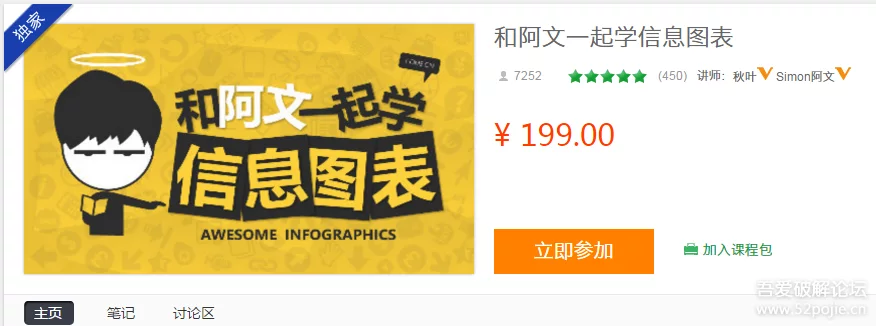 独家
和阿文一起学
信息图表
AWESOME INFOGRAPHICS
和阿文一起学信息图表
7252 (450) 讲师: 秋叶 Simon阿文
¥ 199.00
立即参加 加入课程包
主页 笔记 讨论区
吾爱破解论坛
www.52pojie.cn